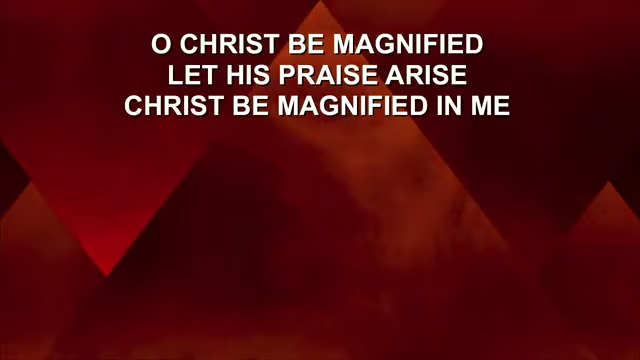 O CHRIST BE MAGNIFIED
LET HIS PRAISE ARISE
CHRIST BE MAGNIFIED IN ME